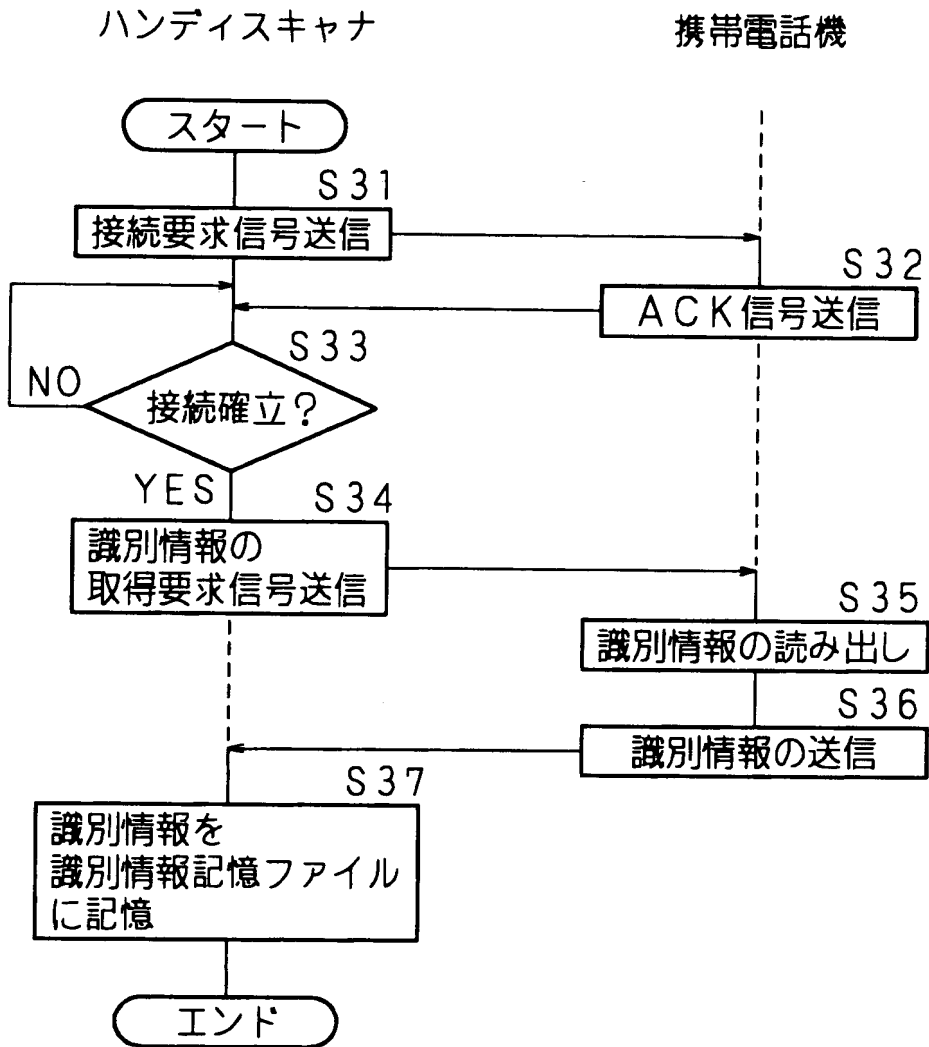 ハンディスキャナ
携帯電話機
スタート
S31
接続要求信号送信
S32
ACK信号送信
S33
接続確立?
NO
YES
S34
識別情報の
取得要求信号送信
S35
識別情報の読み出し
S36
識別情報の送信
S37
識別情報を
識別情報記憶ファイル
に記憶
エンド